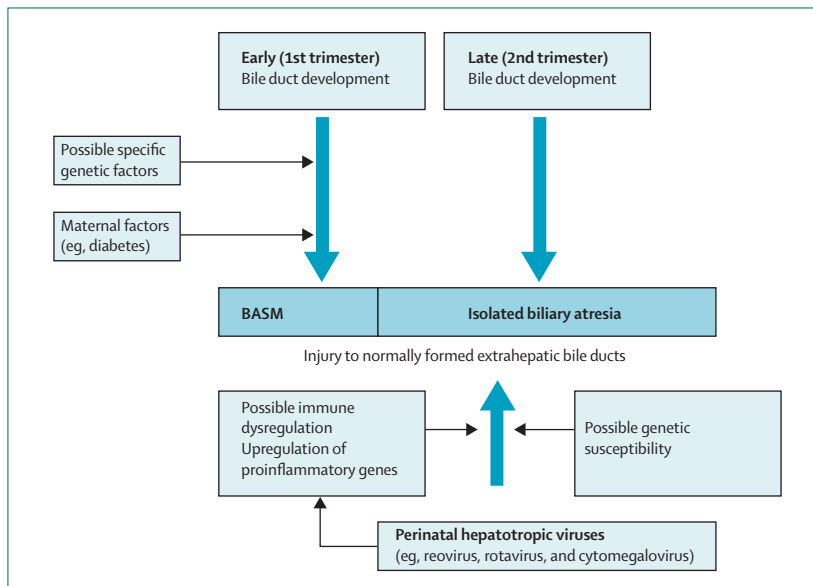 Early (1st trimester)
Bile duct development
Late (2nd trimester)
Bile duct development
Possible specific
genetic factors
Maternal factors
(eg, diabetes)
BASM
Isolated biliary atresia
Injury to normally formed extrahepatic bile ducts
Possible immune
dysregulation
Upregulation of
proinflammatory genes
Possible genetic
susceptibility
Perinatal hepatotropic viruses
(eg, reovirus, rotavirus, and cytomegalovirus)